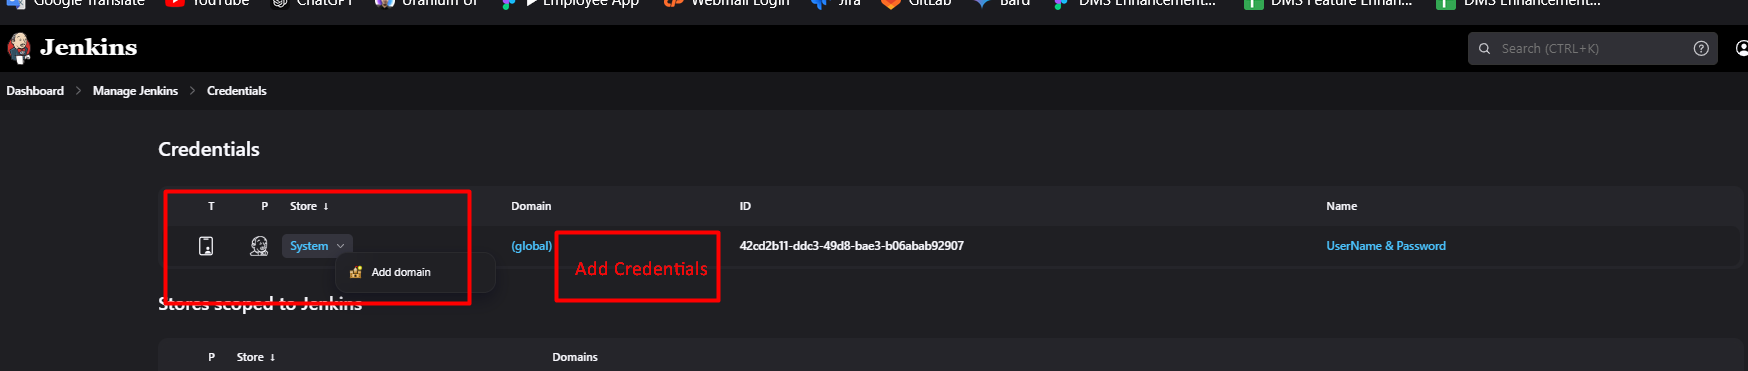 Google Translate YouTube ChatGPT Uranium UI Employee App Webmail Login Jira GitLab Bard DMS Enhancement... DMS Feature Enhan... DMS Enhancement...
Jenkins Search (CTRL+K)
Dashboard > Manage Jenkins > Credentials
Credentials
T P Store ↓ Domain ID Name
System (global) 42cd2b11-ddc3-49d8-bae3-b06abab92907 UserName & Password
Add domain Add Credentials
Stores scoped to Jenkins
P Store ↓ Domains